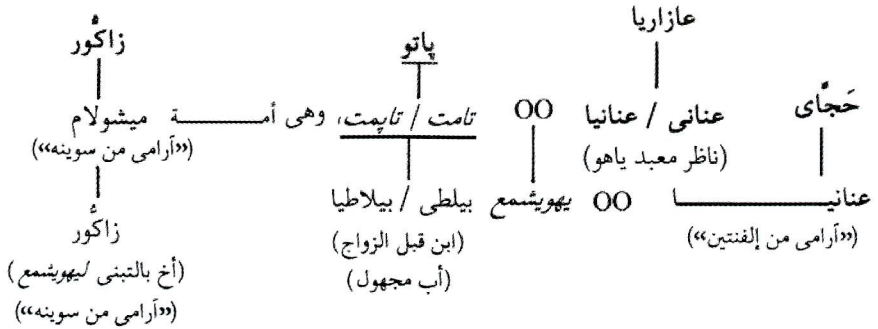 عازاريا
زاكُّور
پاتو
حَجَّاى
عنانى / عنانيا OO تامت / تاپمت، وهى أمــــــــة ميشولام
(ناظر معبد ياهو)
(«آرامى من سوينه»)
عنانيــــــــــــا OO يهويشمع بيلطى / بيلاطيا
زاكُّور
(«آرامى من إلفنتين»)
(ابن قبل الزواج)
(أب مجهول)
(أخ بالتبنى ليهويشمع)
(«آرامى من سوينه»)